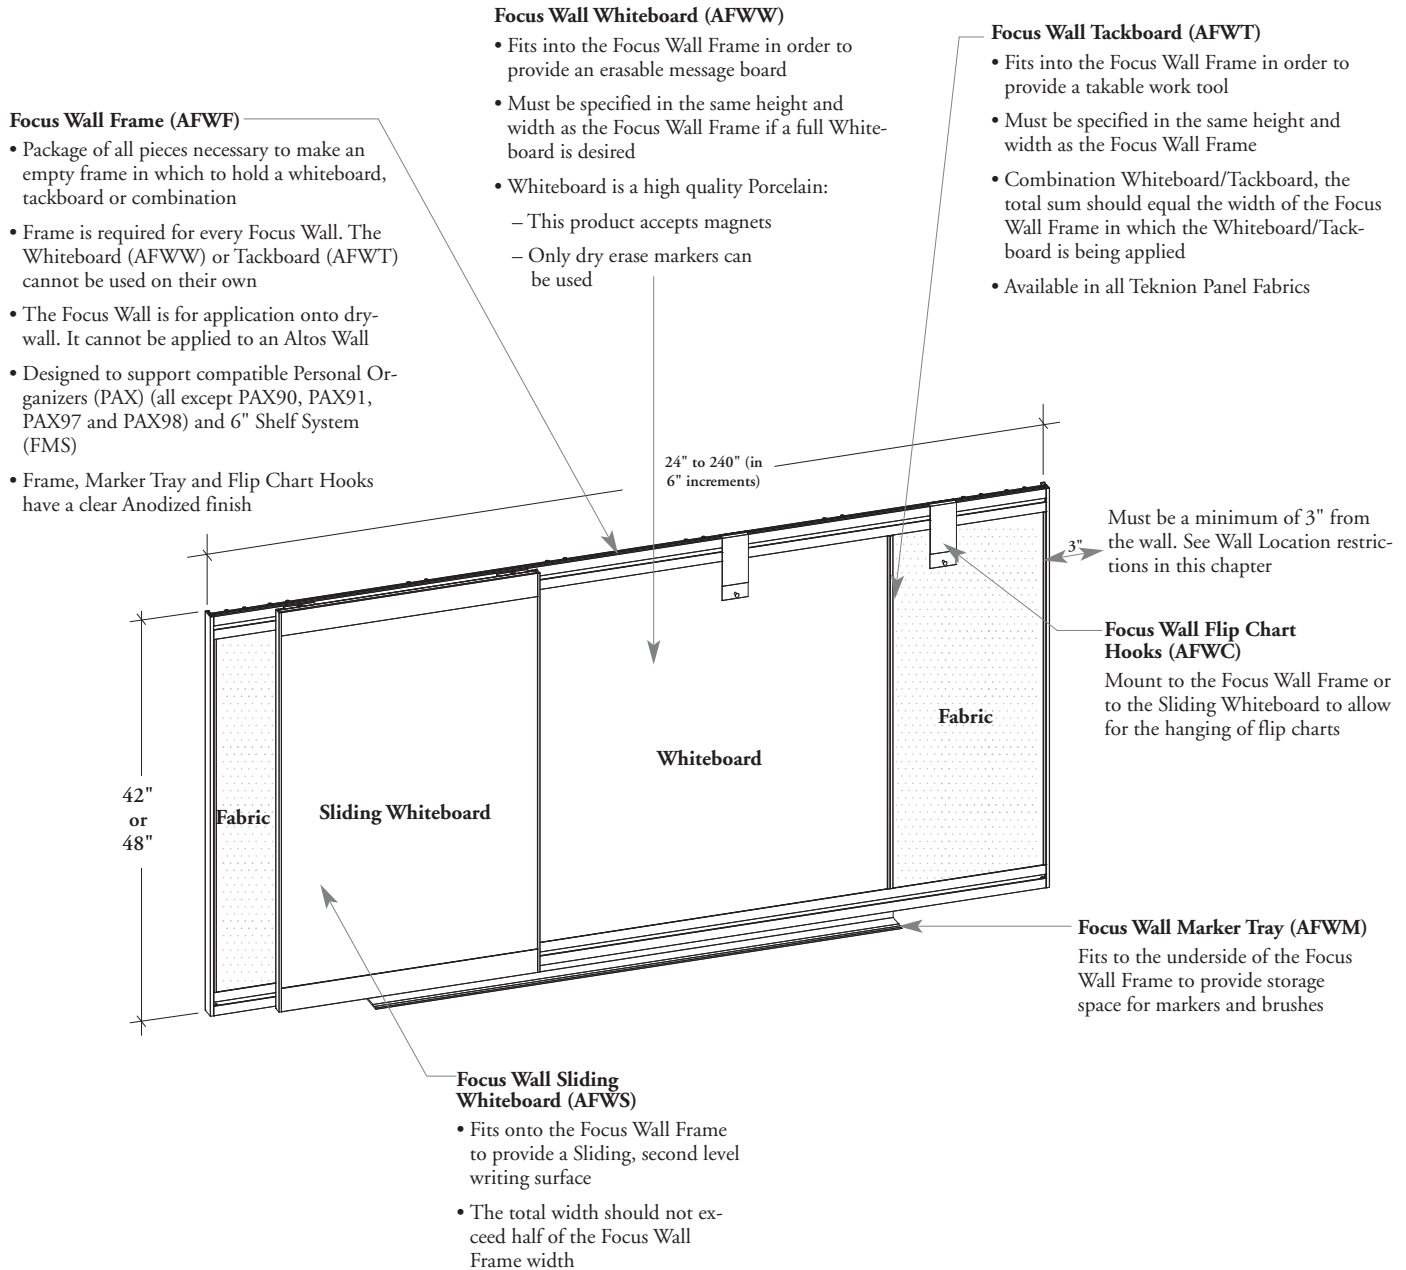 Focus Wall Whiteboard (AFWW)
• Fits into the Focus Wall Frame in order to
provide an erasable message board
• Must be specified in the same height and
width as the Focus Wall Frame if a full White-
board is desired
• Whiteboard is a high quality Porcelain:
– This product accepts magnets
– Only dry erase markers can
be used
Focus Wall Tackboard (AFWT)
• Fits into the Focus Wall Frame in order to
provide a takable work tool
• Must be specified in the same height and
width as the Focus Wall Frame
• Combination Whiteboard/Tackboard, the
total sum should equal the width of the Focus
Wall Frame in which the Whiteboard/Tack-
board is being applied
• Available in all Teknion Panel Fabrics
Focus Wall Frame (AFWF)
• Package of all pieces necessary to make an
empty frame in which to hold a whiteboard,
tackboard or combination
• Frame is required for every Focus Wall. The
Whiteboard (AFWW) or Tackboard (AFWT)
cannot be used on their own
• The Focus Wall is for application onto dry-
wall. It cannot be applied to an Altos Wall
• Designed to support compatible Personal Or-
ganizers (PAX) (all except PAX90, PAX91,
PAX97 and PAX98) and 6" Shelf System
(FMS)
• Frame, Marker Tray and Flip Chart Hooks
have a clear Anodized finish
24" to 240" (in
6" increments)
3"
Must be a minimum of 3" from
the wall. See Wall Location restric-
tions in this chapter
Focus Wall Flip Chart
Hooks (AFWC)
Mount to the Focus Wall Frame or
to the Sliding Whiteboard to allow
for the hanging of flip charts
Fabric
Whiteboard
Sliding Whiteboard
Fabric
42"
or
48"
Focus Wall Marker Tray (AFWM)
Fits to the underside of the Focus
Wall Frame to provide storage
space for markers and brushes
Focus Wall Sliding
Whiteboard (AFWS)
• Fits onto the Focus Wall Frame
to provide a Sliding, second level
writing surface
• The total width should not ex-
ceed half of the Focus Wall
Frame width